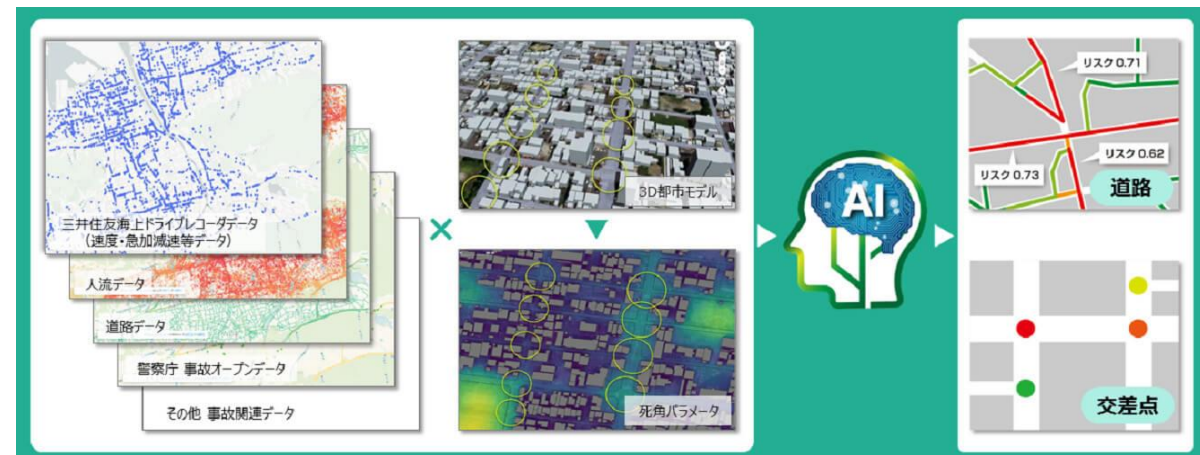 三井住友海上ドライブレコーダデータ
（速度・急加減速等データ）
人流データ
道路データ
警察庁 事故オープンデータ
その他 事故関連データ
×
3D都市モデル
死角パラメータ
AI
リスク 0.71
リスク 0.62
リスク 0.73
道路
交差点